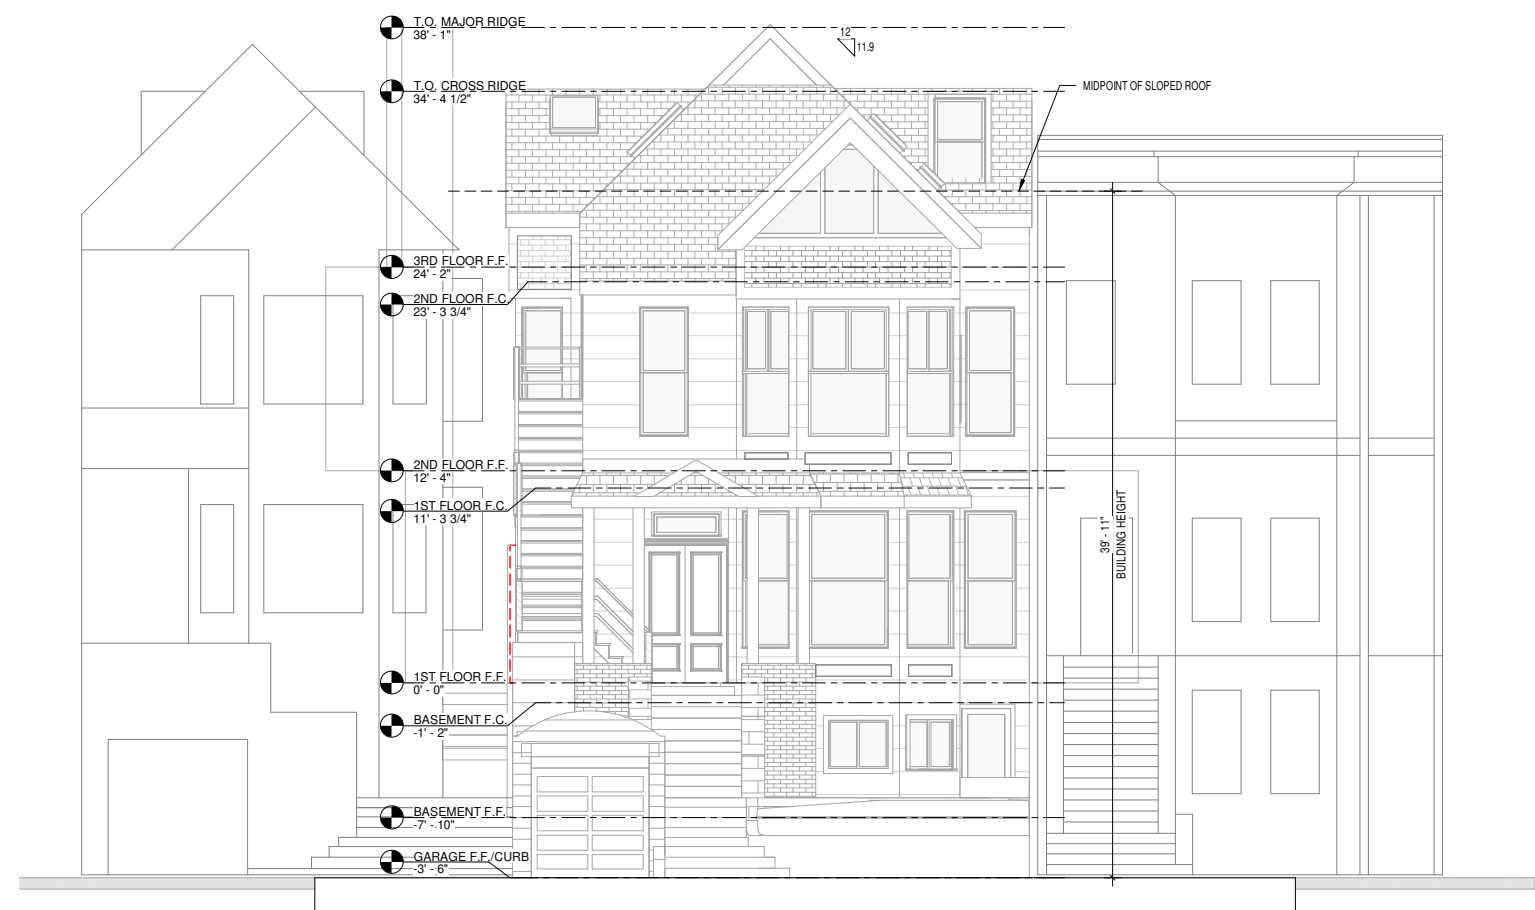 T.O. MAJOR RIDGE
38' - 1"
12
11.9
T.O. CROSS RIDGE
34' - 4 1/2"
MIDPOINT OF SLOPED ROOF
3RD FLOOR F.F.
24' - 2"
2ND FLOOR F.C.
23' - 3 3/4"
2ND FLOOR F.F.
12' - 4"
1ST FLOOR F.C.
11' - 3 3/4"
39' - 11"
BUILDING HEIGHT
1ST FLOOR F.F.
0' - 0"
BASEMENT F.C.
-1' - 2"
BASEMENT F.F.
-7' - 10"
GARAGE F.F./CURB
-3' - 6"